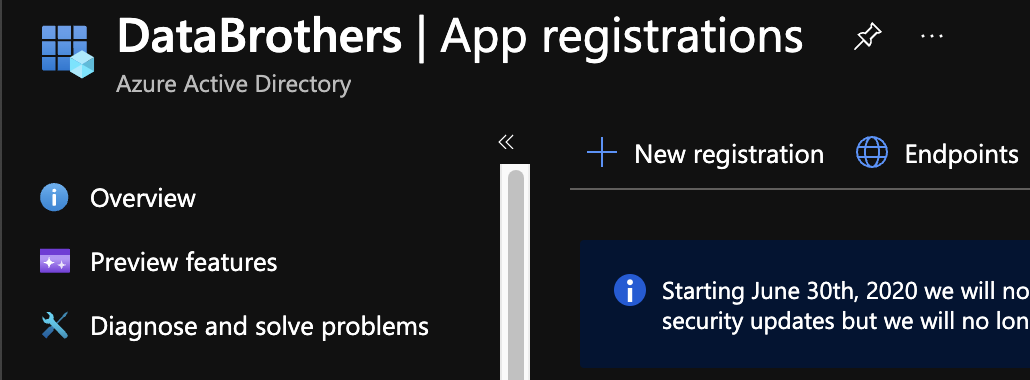 DataBrothers | App registrations
Azure Active Directory
Overview
Preview features
Diagnose and solve problems
New registration
Endpoints
Starting June 30th, 2020 we will no
security updates but we will no lon